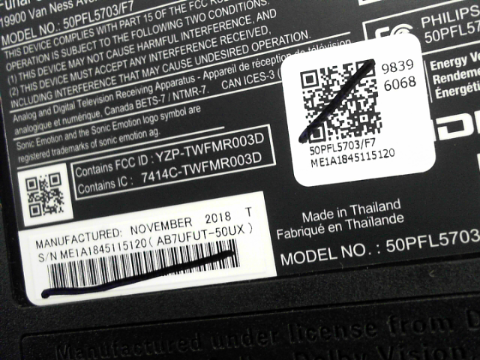 19900 Van Ness Avenue,
MODEL NO.: 50PFL5703/F7
THIS DEVICE COMPLIES WITH PART 15 OF THE FCC
OPERATION IS SUBJECT TO THE FOLLOWING TWO CONDITIONS:
(1) THIS DEVICE MAY NOT CAUSE HARMFUL INTERFERENCE, AND
(2) THIS DEVICE MUST ACCEPT ANY INTERFERENCE
INCLUDING INTERFERENCE THAT MAY CAUSE UNDESIRED OPERATION.
Analog and Digital Television Receiving Apparatus - Appareil de réception de télévision
analogique et numérique, Canada BETS-7 / NTMR-7. CAN ICES-3
Sonic Emotion and the Sonic Emotion logo symbol are
registered trademarks of sonic emotion ag.
Contains FCC ID : YZP-TWFMR003D
Contains IC : 7414C-TWFMR003D
MANUFACTURED: NOVEMBER 2018 T
S/N ME1A1845115120( AB7UFUT-50UX )
9839
6068
50PFL5703/F7
ME1A1845115120
PHILIPS
50PFL5703
Energy
Made in Thailand
Fabriqué en Thaïlande
MODEL NO. : 50PFL5703
Manufactured under license from